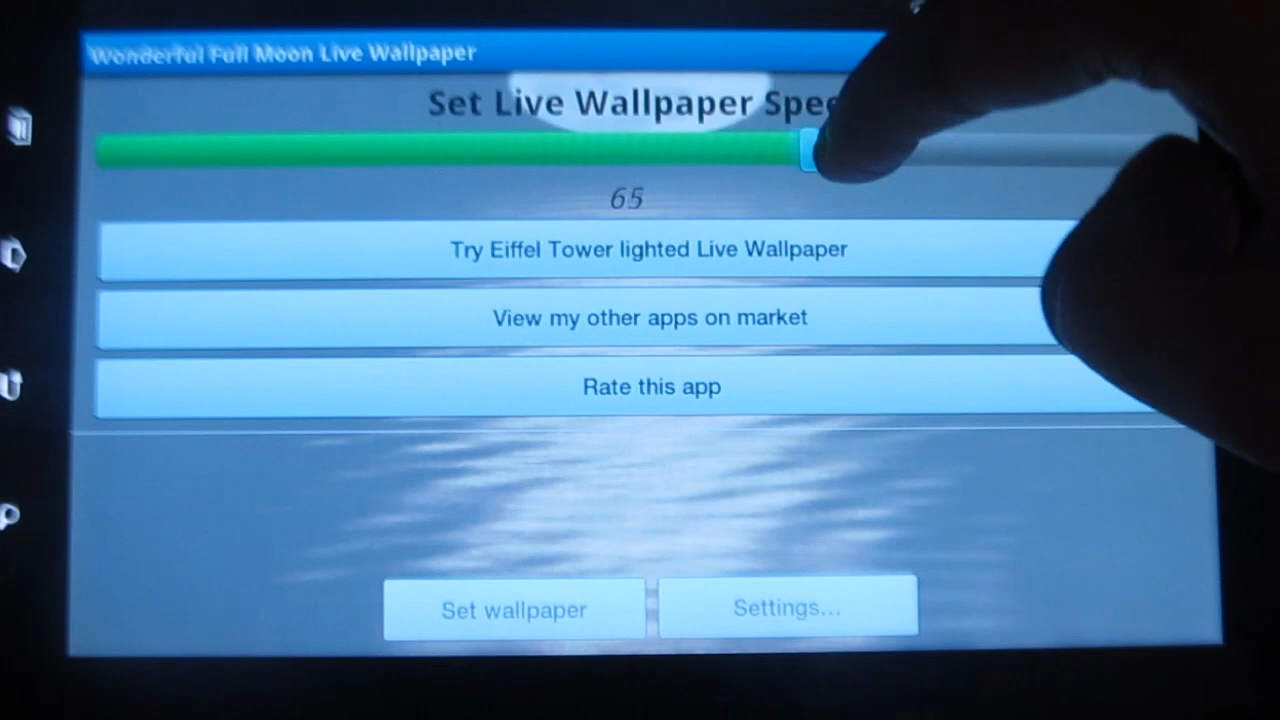 Wonderful Full Moon Live Wallpaper
Set Live Wallpaper Spee
65
Try Eiffel Tower lighted Live Wallpaper
View my other apps on market
Rate this app
Set wallpaper
Settings...